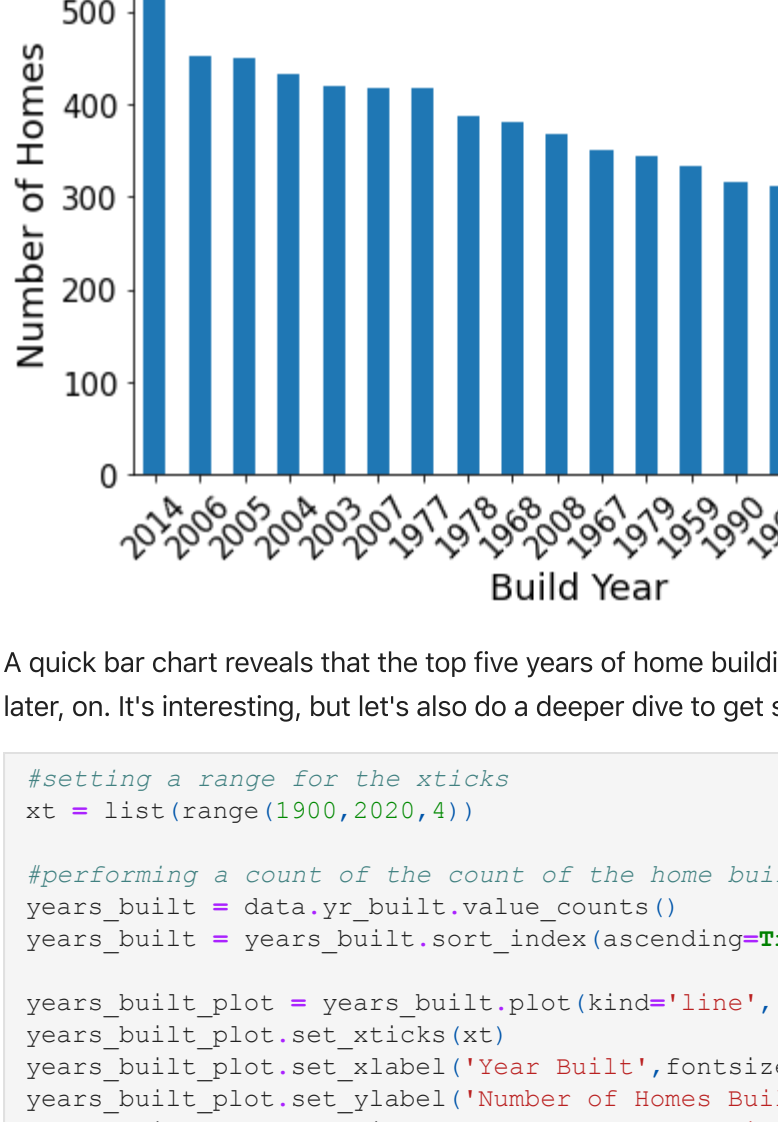 500
400
300
200
100
0
Number of Homes
2014 2006 2005 2004 2003 2007 1977 1978 1968 2008 1967 1979 1959 1990
Build Year
A quick bar chart reveals that the top five years of home
later, on. It's interesting, but let's also do a deeper dive to get
#setting a range for the xticks
xt = list(range(1900,2020,4))
#performing a count of the count of the home
years_built = data.yr_built.value_counts()
years_built = years_built.sort_index(ascending=
years_built_plot = years_built.plot(kind='line',
years_built_plot.set_xticks(xt)
years_built_plot.set_xlabel('Year Built',fontsize
years_built_plot.set_ylabel('Number of Homes